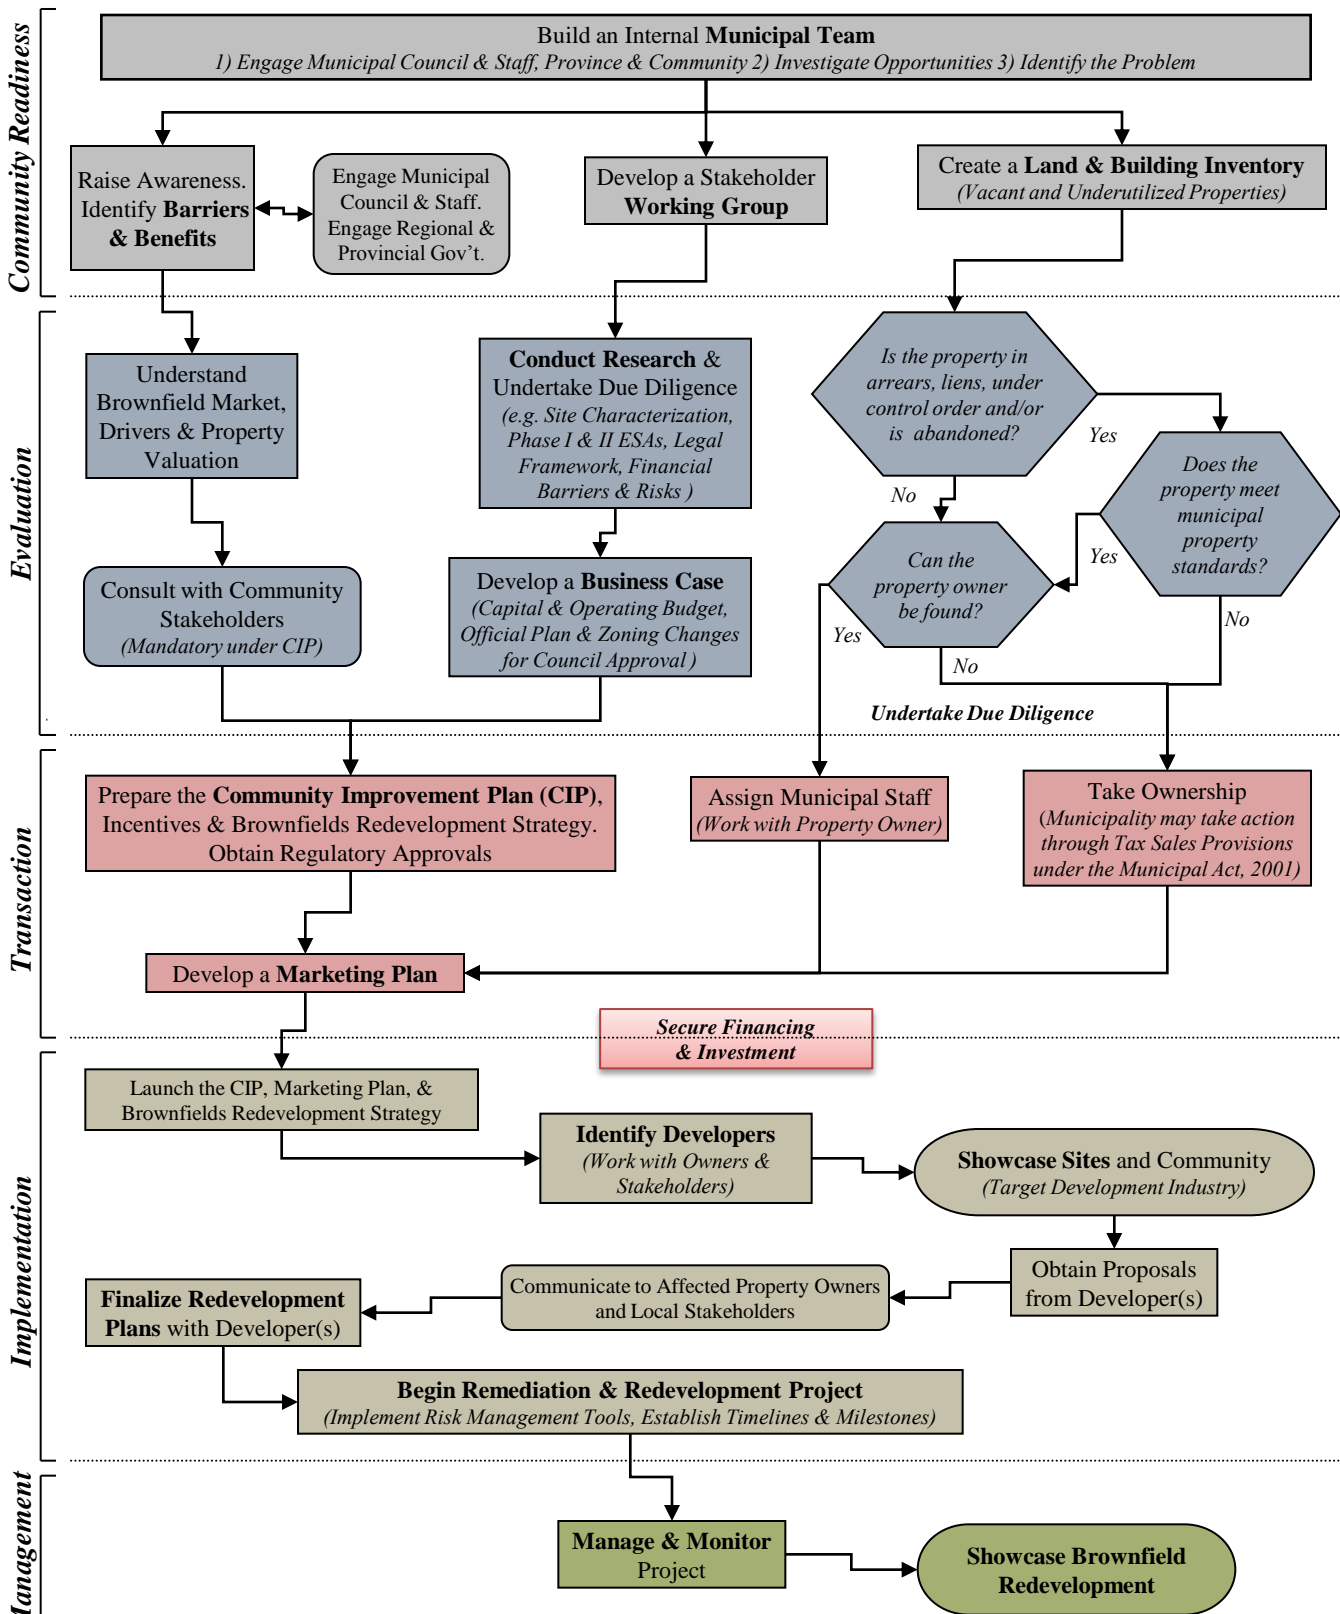 Community Readiness
Build an Internal Municipal Team
1) Engage Municipal Council & Staff, Province & Community 2) Investigate Opportunities 3) Identify the Problem
Raise Awareness.
Identify Barriers
& Benefits
Engage Municipal
Council & Staff.
Engage Regional &
Provincial Gov’t.
Develop a Stakeholder
Working Group
Create a Land & Building Inventory
(Vacant and Underutilized Properties)
Evaluation
Understand
Brownfield Market,
Drivers & Property
Valuation
Conduct Research &
Undertake Due Diligence
(e.g. Site Characterization,
Phase I & II ESAs, Legal
Framework, Financial
Barriers & Risks )
Is the property in
arrears, liens, under
control order and/or
is abandoned?
Yes
No
Does the
property meet
municipal
property
standards?
Yes
No
Can the
property owner
be found?
Yes
No
Consult with Community
Stakeholders
(Mandatory under CIP)
Develop a Business Case
(Capital & Operating Budget,
Official Plan & Zoning Changes
for Council Approval )
Undertake Due Diligence
Transaction
Prepare the Community Improvement Plan (CIP),
Incentives & Brownfields Redevelopment Strategy.
Obtain Regulatory Approvals
Assign Municipal Staff
(Work with Property Owner)
Take Ownership
(Municipality may take action
through Tax Sales Provisions
under the Municipal Act, 2001)
Develop a Marketing Plan
Secure Financing
& Investment
Implementation
Launch the CIP, Marketing Plan, &
Brownfields Redevelopment Strategy
Identify Developers
(Work with Owners &
Stakeholders)
Showcase Sites and Community
(Target Development Industry)
Obtain Proposals
from Developer(s)
Communicate to Affected Property Owners
and Local Stakeholders
Finalize Redevelopment
Plans with Developer(s)
Begin Remediation & Redevelopment Project
(Implement Risk Management Tools, Establish Timelines & Milestones)
Management
Manage & Monitor
Project
Showcase Brownfield
Redevelopment